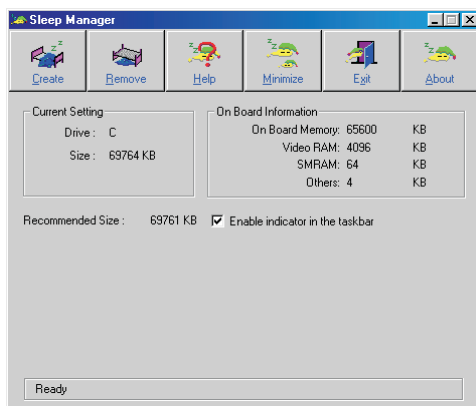 Sleep Manager
Create Remove Help Minimize Exit About
Current Setting
Drive : C
Size : 69764 KB
On Board Information
On Board Memory: 65600 KB
Video RAM: 4096 KB
SMRAM: 64 KB
Others: 4 KB
Recommended Size : 69761 KB Enable indicator in the taskbar
Ready